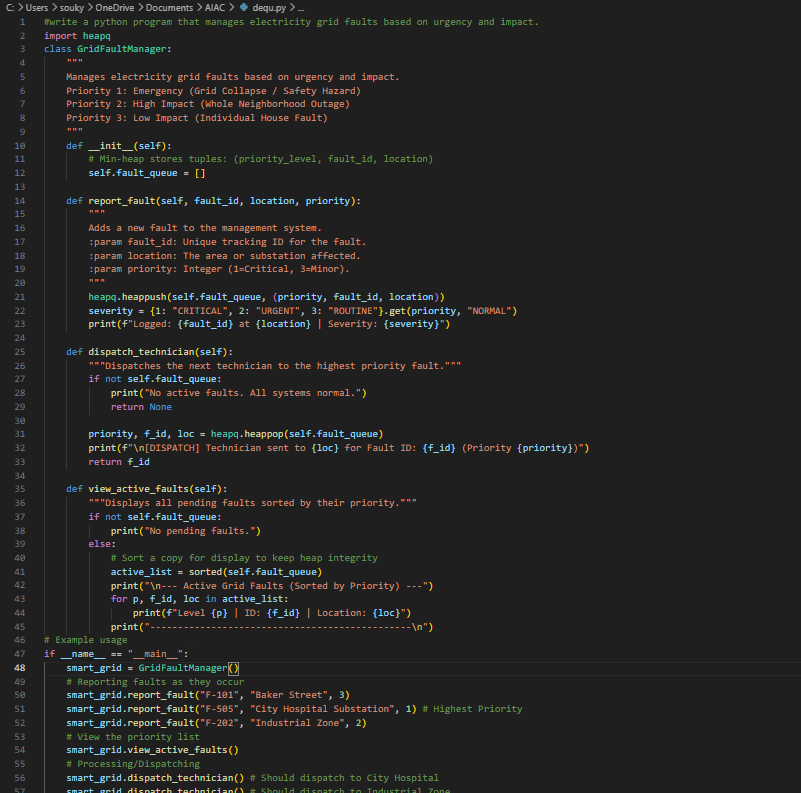 C: > Users > souky > OneDrive > Documents > AIAC > dequ.py > ...
1 #write a python program that manages electricity grid faults based on urgency and impact.
2 import heapq
3 class GridFaultManager:
4     """
5     Manages electricity grid faults based on urgency and impact.
6     Priority 1: Emergency (Grid Collapse / Safety Hazard)
7     Priority 2: High Impact (Whole Neighborhood Outage)
8     Priority 3: Low Impact (Individual House Fault)
9     """
10     def __init__(self):
11         # Min-heap stores tuples: (priority_level, fault_id, location)
12         self.fault_queue = []
13
14     def report_fault(self, fault_id, location, priority):
15         """
16         Adds a new fault to the management system.
17         :param fault_id: Unique tracking ID for the fault.
18         :param location: The area or substation affected.
19         :param priority: Integer (1=Critical, 3=Minor).
20         """
21         heapq.heappush(self.fault_queue, (priority, fault_id, location))
22         severity = {1: "CRITICAL", 2: "URGENT", 3: "ROUTINE"}.get(priority, "NORMAL")
23         print(f"Logged: {fault_id} at {location} | Severity: {severity}")
24
25     def dispatch_technician(self):
26         """Dispatches the next technician to the highest priority fault."""
27         if not self.fault_queue:
28             print("No active faults. All systems normal.")
29             return None
30
31         priority, f_id, loc = heapq.heappop(self.fault_queue)
32         print(f"\n[DISPATCH] Technician sent to {loc} for Fault ID: {f_id} (Priority {priority})")
33         return f_id
34
35     def view_active_faults(self):
36         """Displays all pending faults sorted by their priority."""
37         if not self.fault_queue:
38             print("No pending faults.")
39         else:
40             # Sort a copy for display to keep heap integrity
41             active_list = sorted(self.fault_queue)
42             print("\n--- Active Grid Faults (Sorted by Priority) ---")
43             for p, f_id, loc in active_list:
44                 print(f"Level {p} | ID: {f_id} | Location: {loc}")
45             print("-----------------------------------------------\n")
46 # Example usage
47 if __name__ == "__main__":
48     smart_grid = GridFaultManager()
49     # Reporting faults as they occur
50     smart_grid.report_fault("F-101", "Baker Street", 3)
51     smart_grid.report_fault("F-505", "City Hospital Substation", 1) # Highest Priority
52     smart_grid.report_fault("F-202", "Industrial Zone", 2)
53     # View the priority list
54     smart_grid.view_active_faults()
55     # Processing/Dispatching
56     smart_grid.dispatch_technician() # Should dispatch to City Hospital
57     smart_grid.dispatch_technician() # Should dispatch to Industrial Zone